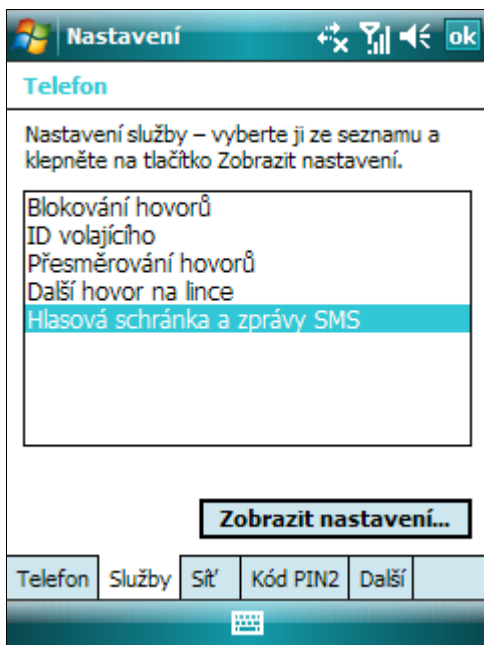 Nastavení
ok
Telefon
Nastavení služby – vyberte ji ze seznamu a
klepněte na tlačítko Zobrazit nastavení.
Blokování hovorů
ID volajícího
Přesměrování hovorů
Další hovor na lince
Hlasová schránka a zprávy SMS
Zobrazit nastavení...
Telefon Služby Síť Kód PIN2 Další